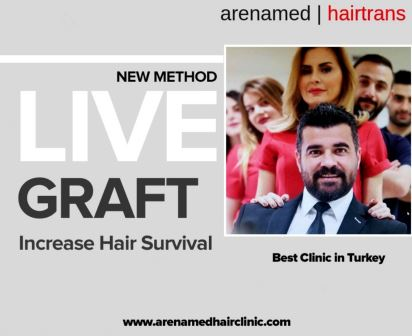 arenamed | hairtrans
NEW METHOD
LIVE
GRAFT
Increase Hair Survival
Best Clinic in Turkey
www.arenamedhairclinic.com